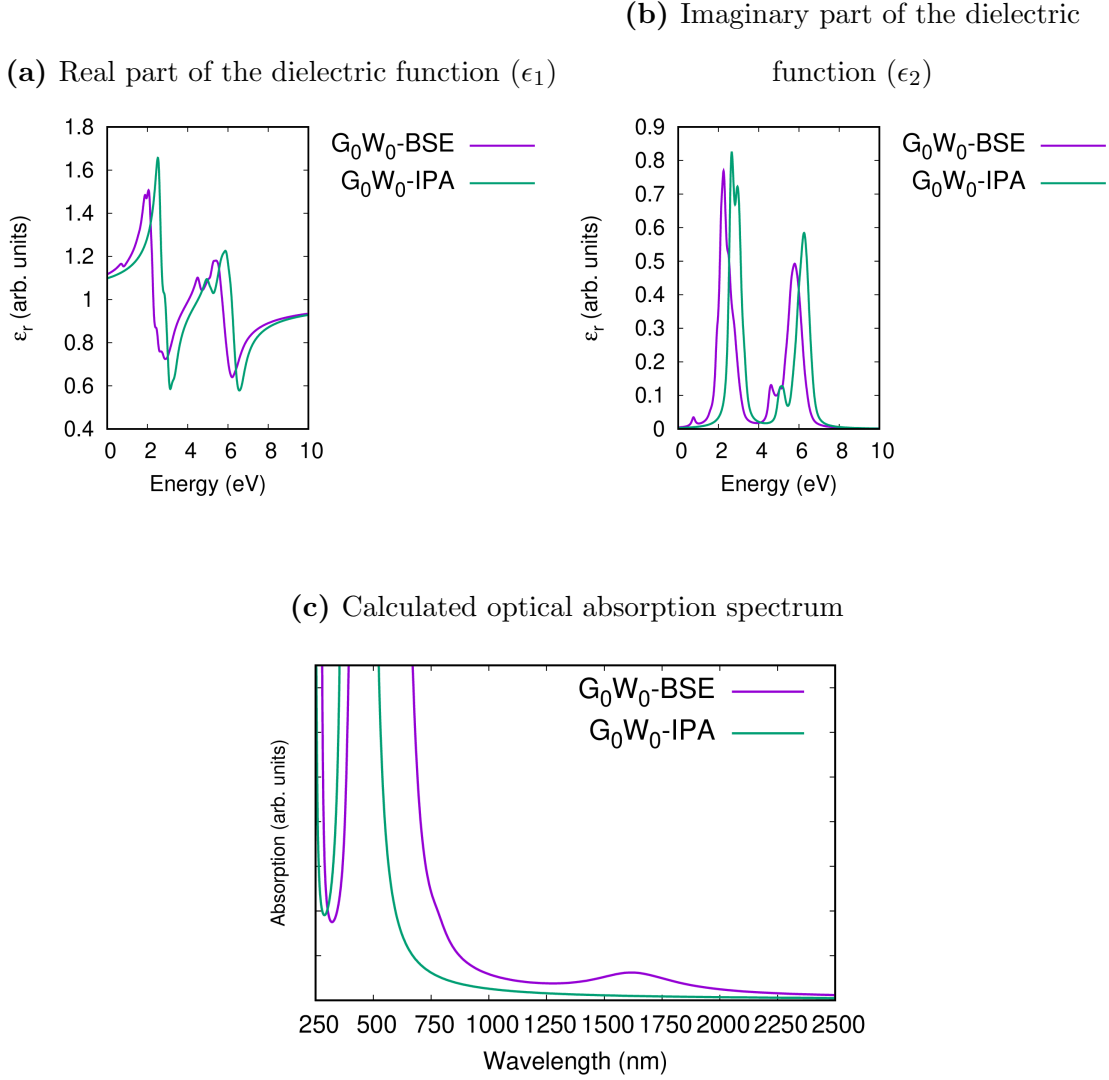 (a) Real part of the dielectric function (ϵ₁)
1.8
1.6
1.4
1.2
1
0.8
0.6
0.4
0 2 4 6 8 10
εᵣ (arb. units)
Energy (eV)
G₀W₀-BSE
G₀W₀-IPA
(b) Imaginary part of the dielectric
function (ϵ₂)
0.9
0.8
0.7
0.6
0.5
0.4
0.3
0.2
0.1
0
0 2 4 6 8 10
εᵣ (arb. units)
Energy (eV)
G₀W₀-BSE
G₀W₀-IPA
(c) Calculated optical absorption spectrum
G₀W₀-BSE
G₀W₀-IPA
Absorption (arb. units)
250 500 750 1000 1250 1500 1750 2000 2250 2500
Wavelength (nm)